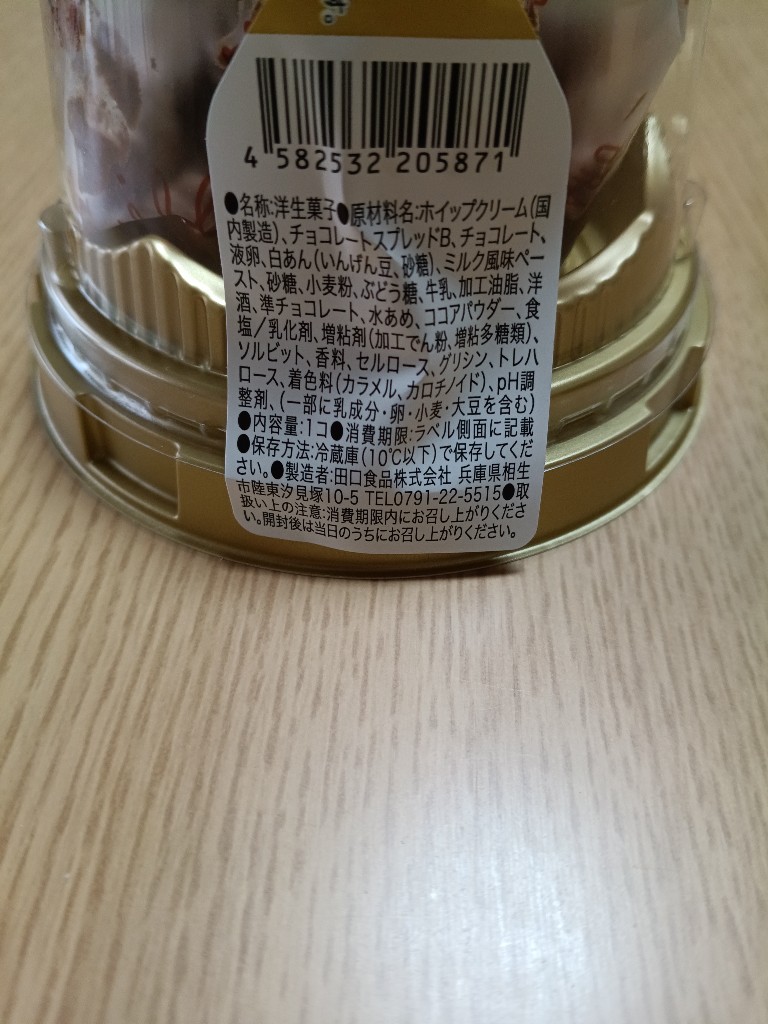 す。
4 582532 205871
●名称:洋生菓子●原材料名:ホイップクリーム(国
内製造)、チョコレートスプレッドB、チョコレート、
液卵、白あん(いんげん豆、砂糖)、ミルク風味ペー
スト、砂糖、小麦粉、ぶどう糖、牛乳、加工油脂、洋
酒、準チョコレート、水あめ、ココアパウダー、食
塩/乳化剤、増粘剤(加工でん粉、増粘多糖類)、
ソルビット、香料、セルロース、グリシン、トレハ
ロース、着色料(カラメル、カロチノイド)、pH調
整剤、(一部に乳成分・卵・小麦・大豆を含む)
●内容量:1コ●消費期限:ラベル側面に記載
●保存方法:冷蔵庫(10℃以下)で保存してくだ
さい。●製造者:田口食品株式会社 兵庫県相生
市陸東汐見塚10-5 TEL0791-22-5515●取
扱い上の注意:消費期限内にお召し上がりくださ
い。開封後は当日のうちにお召し上がりください。